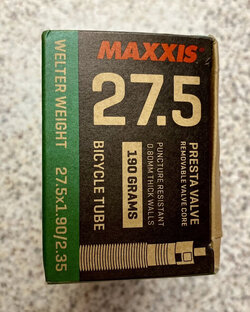 MAXXIS
27.5
WELTER WEIGHT 27.5x1.90/2.35
BICYCLE TUBE
190 GRAMS
PUNCTURE RESISTANT
0.80MM THICK WALLS
PRESTA VALVE
REMOVABLE VALVE CORE